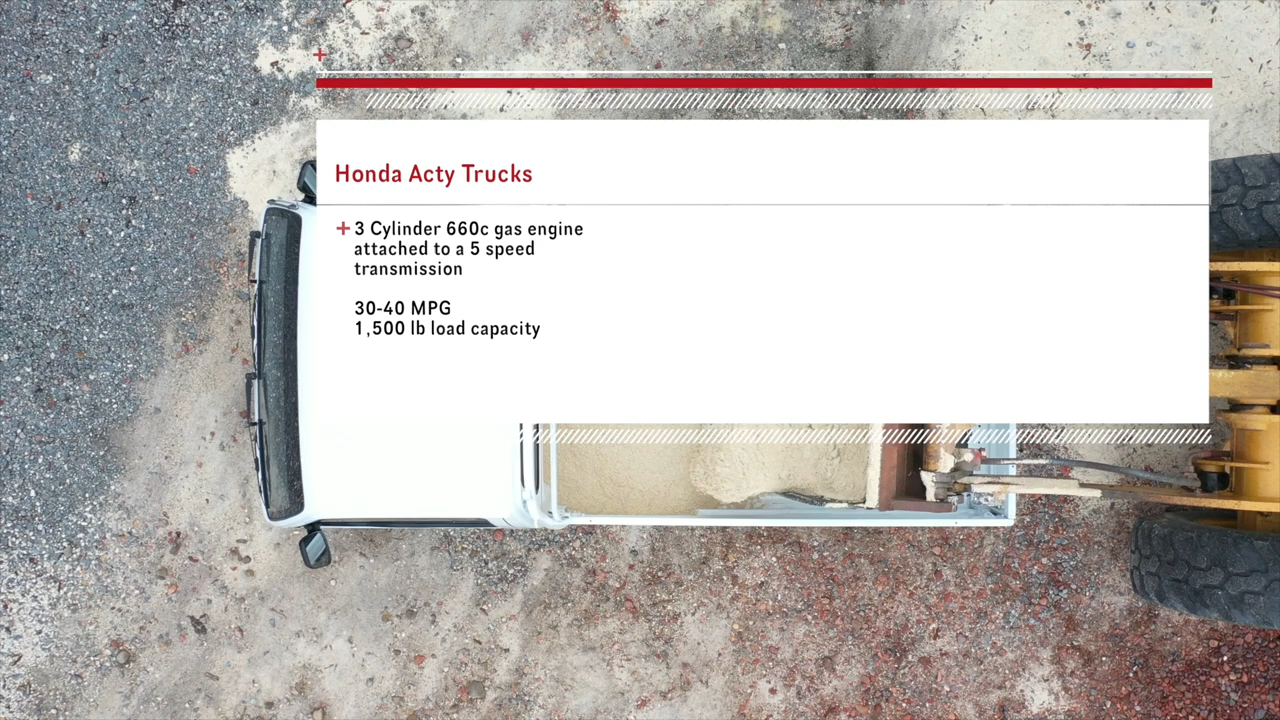 Honda Acty Trucks
3 Cylinder 660c gas engine
attached to a 5 speed
transmission
30-40 MPG
1,500 lb load capacity